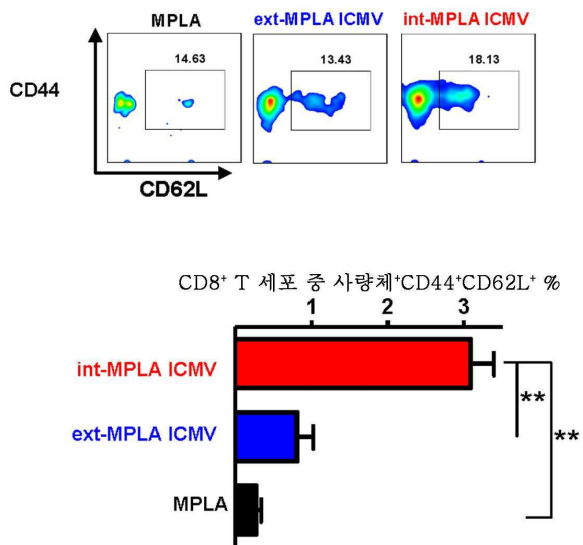 MPLA ext-MPLA ICMV int-MPLA ICMV
14.63 13.43 18.13
CD44
CD62L
CD8⁺ T 세포 중 사량체⁺CD44⁺CD62L⁺ %
1 2 3
int-MPLA ICMV
**
ext-MPLA ICMV
**
MPLA